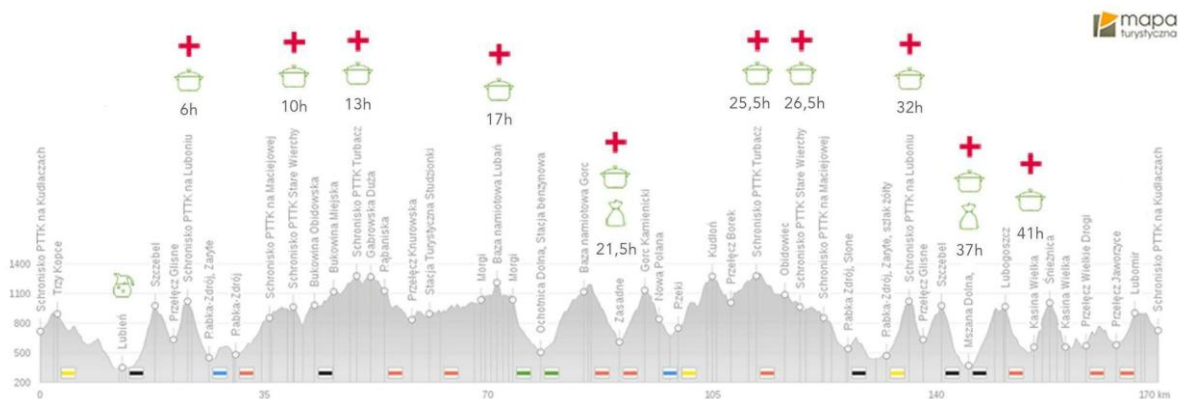 mapa
turystyczna
6h
10h
13h
17h
21,5h
25,5h
26,5h
32h
37h
41h
Schronisko PTTK na Kudłaczach
Trzy Kopce
Lubień
Szczebel
Przełęcz Glisne
Schronisko PTTK na Luboniu
Rabka-Zdrój, Zaryte
Rabka-Zdrój
Schronisko PTTK na Maciejowej
Schronisko PTTK Stare Wierchy
Bukowina Obidowska
Bukowina Miejska
Schronisko PTTK Turbacz
Gabrowska Duża
Pabaniska
Przełęcz Knurowska
Stacja Turystyczna Studzionki
Morgi
Baza namiotowa Lubań
Morgi
Ochotnica Dolna, Stacja benzynowa
Baza namiotowa Gorc
Zasadne
Gorc Kamienicki
Nowa Polana
Rzeki
Kudłoń
Przełęcz Borek
Schronisko PTTK Turbacz
Obidowiec
Schronisko PTTK Stare Wierchy
Schronisko PTTK na Maciejowej
Rabka Zdrój, Słone
Rabka-Zdrój, Zaryte, szlak żółty
Schronisko PTTK na Luboniu
Przełęcz Glisne
Szczebel
Mszana Dolna,
Lubogoszcz
Kasina Wielka
Śnieżnica
Kasina Wielka
Przełęcz Wielkie Drogi
Przełęcz Jaworzyce
Lubomir
Schronisko PTTK na Kudłaczach
1400
1100
800
500
200
0
35
70
105
140
170 km